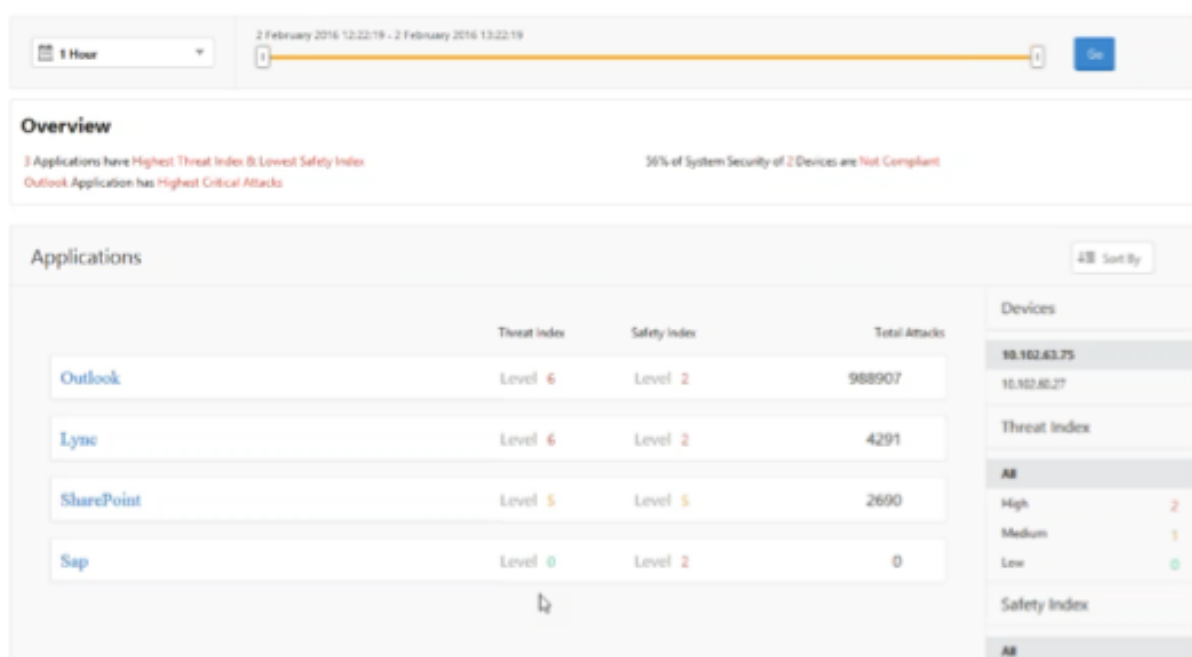 1 Hour
2 February 2016 12:22:19 - 2 February 2016 13:22:19
Go
Overview
3 Applications have Highest Threat Index & Lowest Safety Index
56% of System Security of 2 Devices are Not Compliant
Outlook Application has Highest Critical Attacks
Applications
Sort By
Threat Index Safety Index Total Attacks
Outlook Level 6 Level 2 988907
Lync Level 6 Level 2 4291
SharePoint Level 5 Level 5 2690
Sap Level 0 Level 2 0
Devices
10.102.63.75
10.102.60.27
Threat Index
All
High 2
Medium 1
Low 0
Safety Index
All